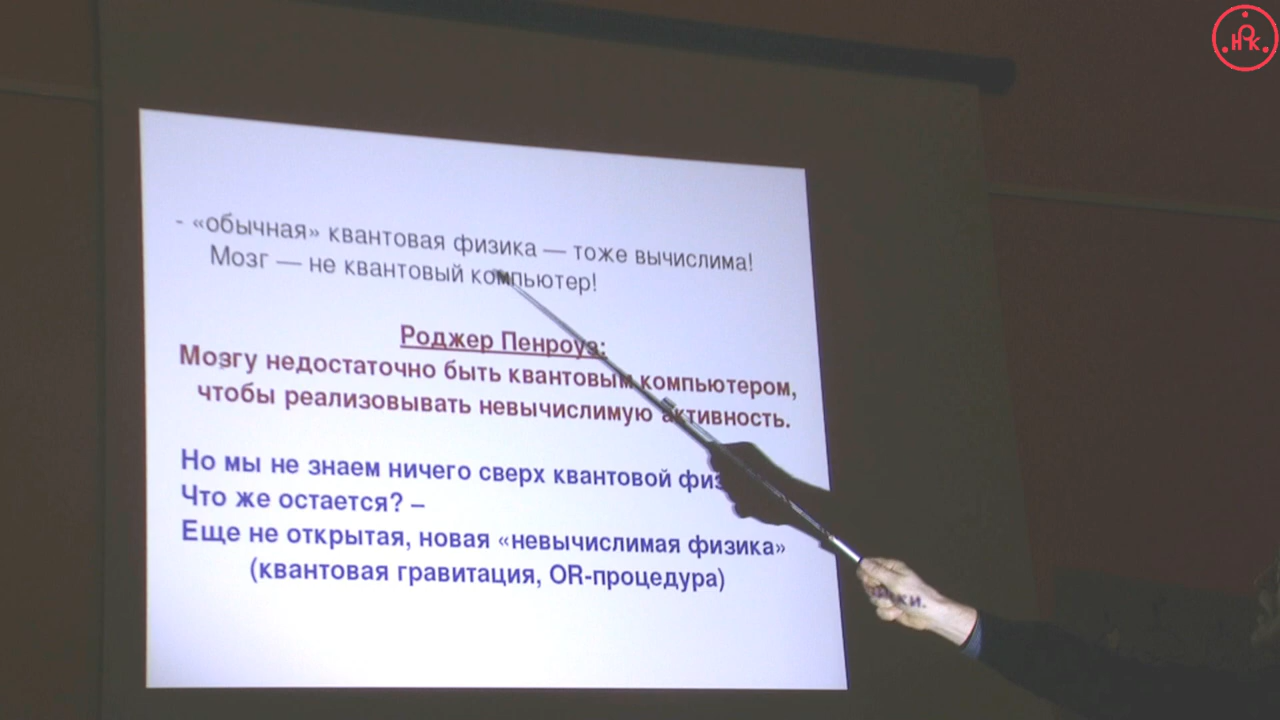 - «обычная» квантовая физика — тоже вычислима!
Мозг — не квантовый компьютер!
Роджер Пенроуз:
Мозгу недостаточно быть квантовым компьютером,
чтобы реализовывать невычислимую активность.
Но мы не знаем ничего сверх квантовой физ
ки.
Что же остается? –
Еще не открытая, новая «невычислимая физика»
(квантовая гравитация, OR-процедура)